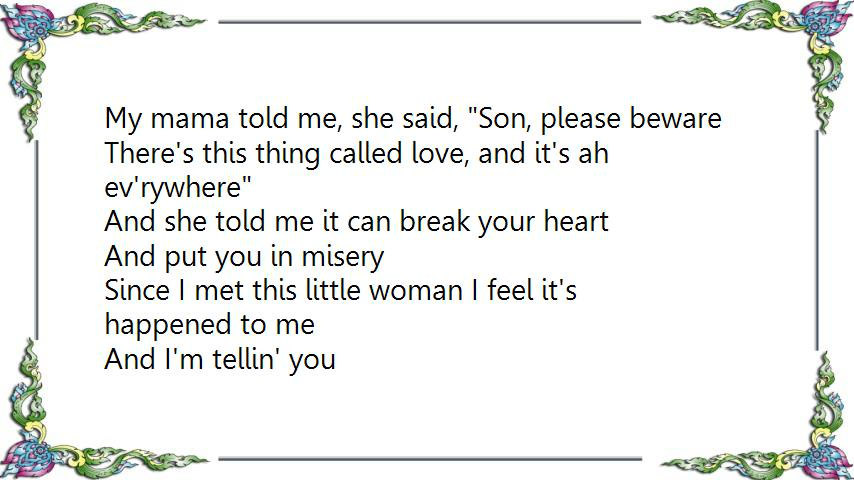 My mama told me, she said, "Son, please beware
There's this thing called love, and it's ah
ev'rywhere"
And she told me it can break your heart
And put you in misery
Since I met this little woman I feel it's
happened to me
And I'm tellin' you